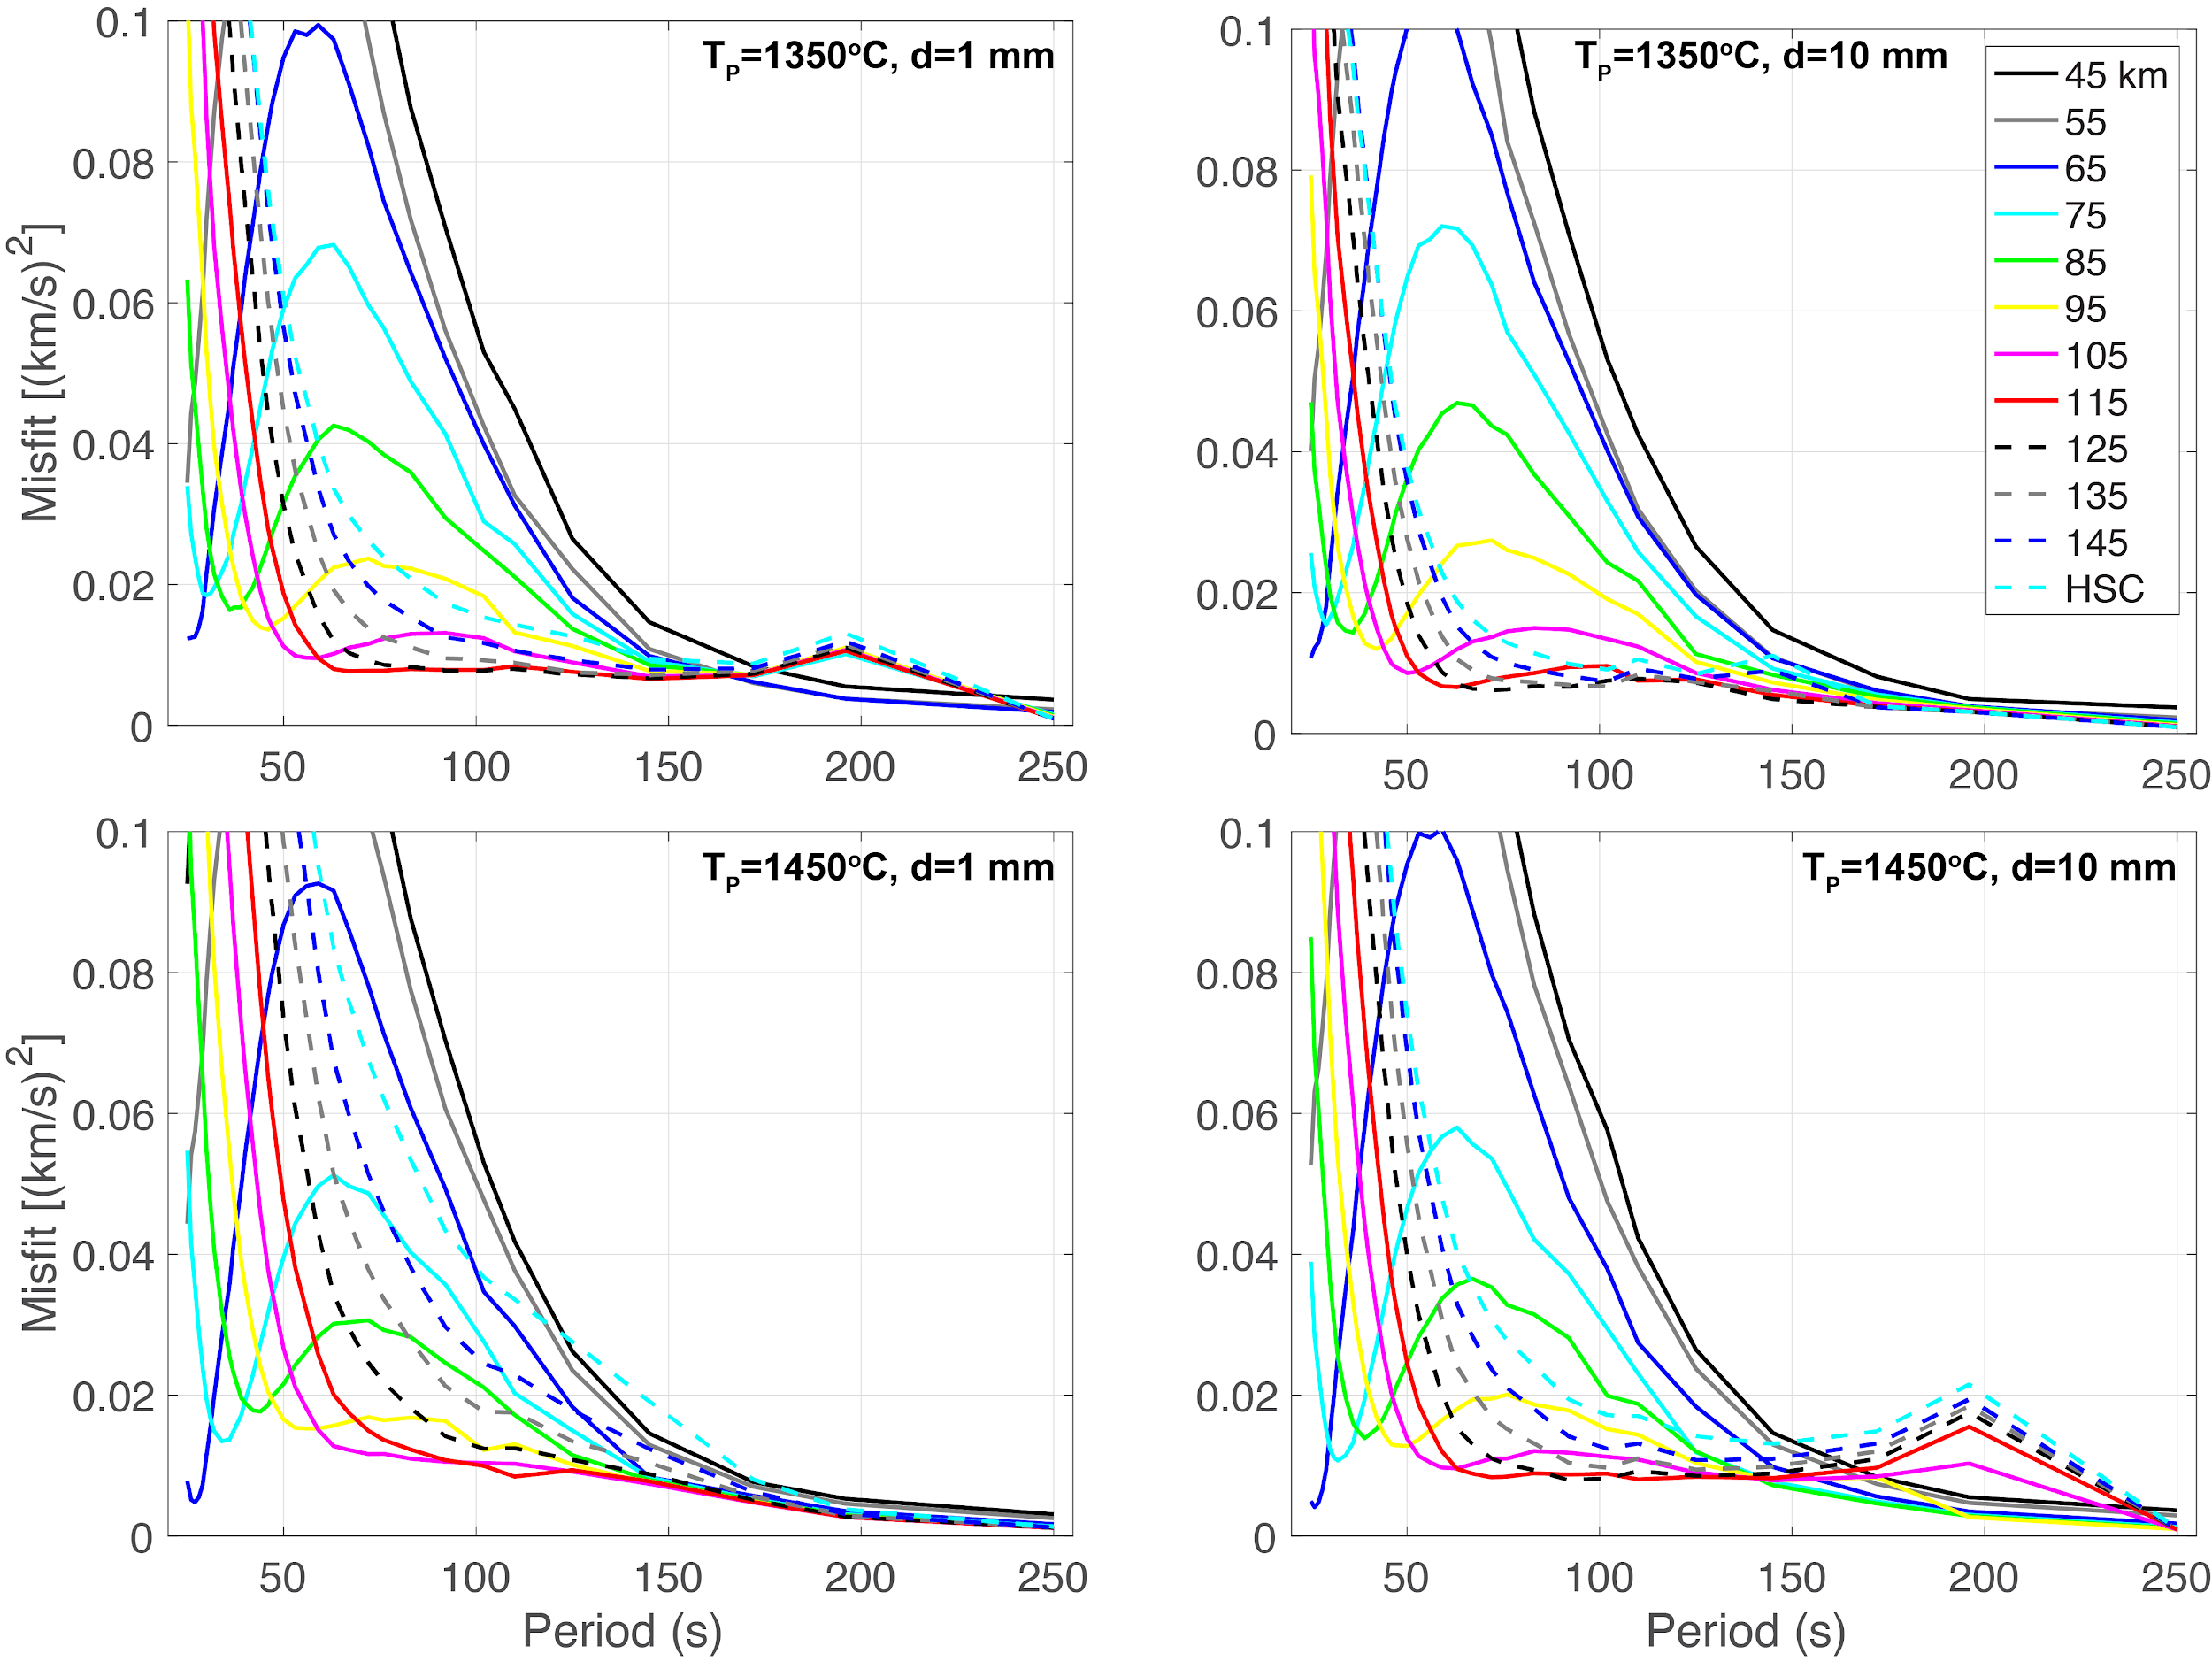 T_P=1350°C, d=1 mm
0.1
0.08
0.06
0.04
0.02
0
Misfit [(km/s)²]
50 100 150 200 250
T_P=1350°C, d=10 mm
0.1
0.08
0.06
0.04
0.02
0
50 100 150 200 250
45 km
55
65
75
85
95
105
115
125
135
145
HSC
T_P=1450°C, d=1 mm
0.1
0.08
0.06
0.04
0.02
0
Misfit [(km/s)²]
50 100 150 200 250
Period (s)
T_P=1450°C, d=10 mm
0.1
0.08
0.06
0.04
0.02
0
50 100 150 200 250
Period (s)